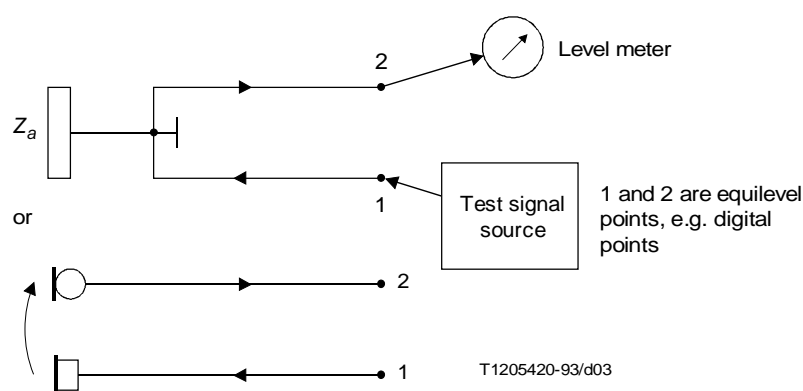 2
Level meter
Za
1
Test signal
source
1 and 2 are equilevel
points, e.g. digital
points
or
2
1
T1205420-93/d03